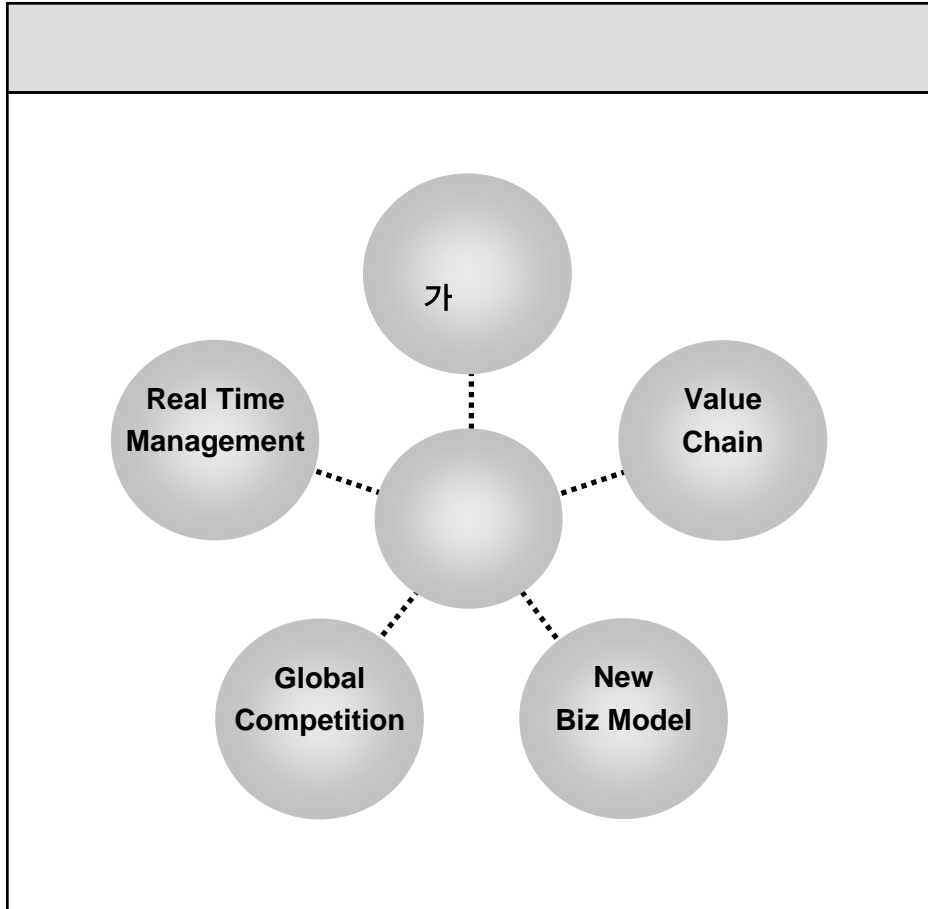 가
Real Time
Management
Value
Chain
Global
Competition
New
Biz Model